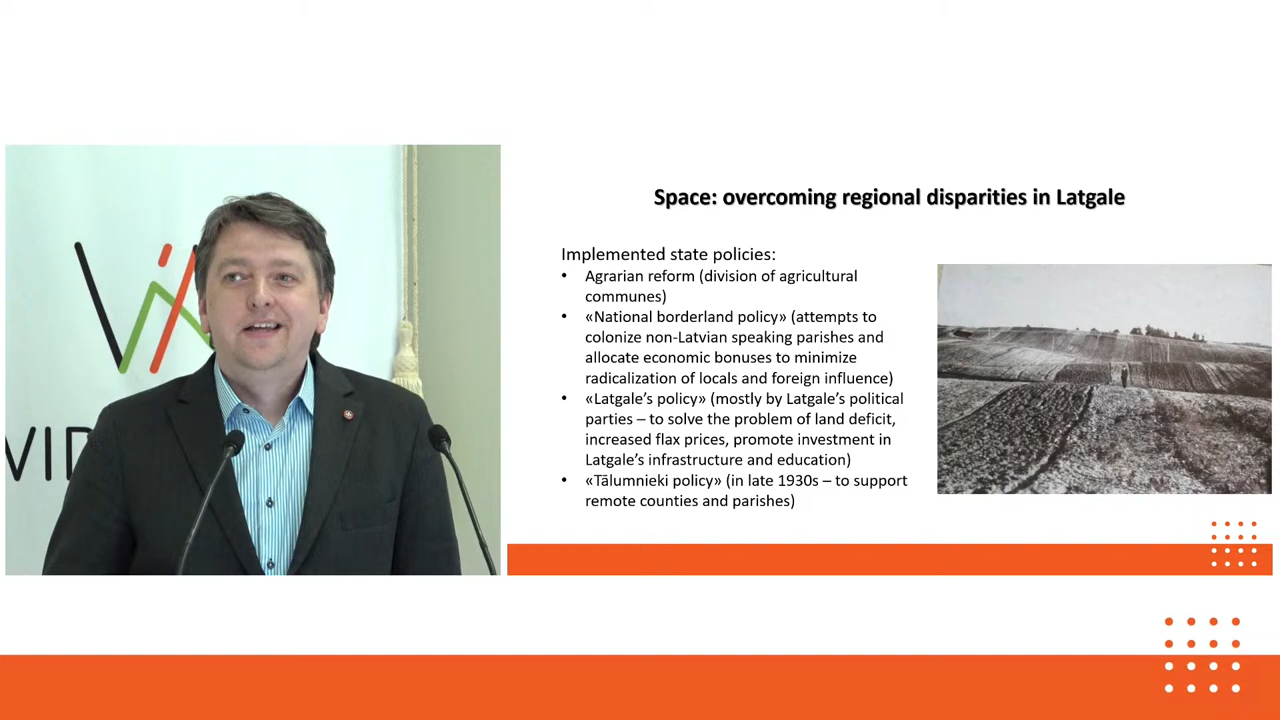 VID
Space: overcoming regional disparities in Latgale
Implemented state policies:
• Agrarian reform (division of agricultural
communes)
• «National borderland policy» (attempts to
colonize non-Latvian speaking parishes and
allocate economic bonuses to minimize
radicalization of locals and foreign influence)
• «Latgale’s policy» (mostly by Latgale’s political
parties – to solve the problem of land deficit,
increased flax prices, promote investment in
Latgale’s infrastructure and education)
• «Tālumnieki policy» (in late 1930s – to support
remote counties and parishes)